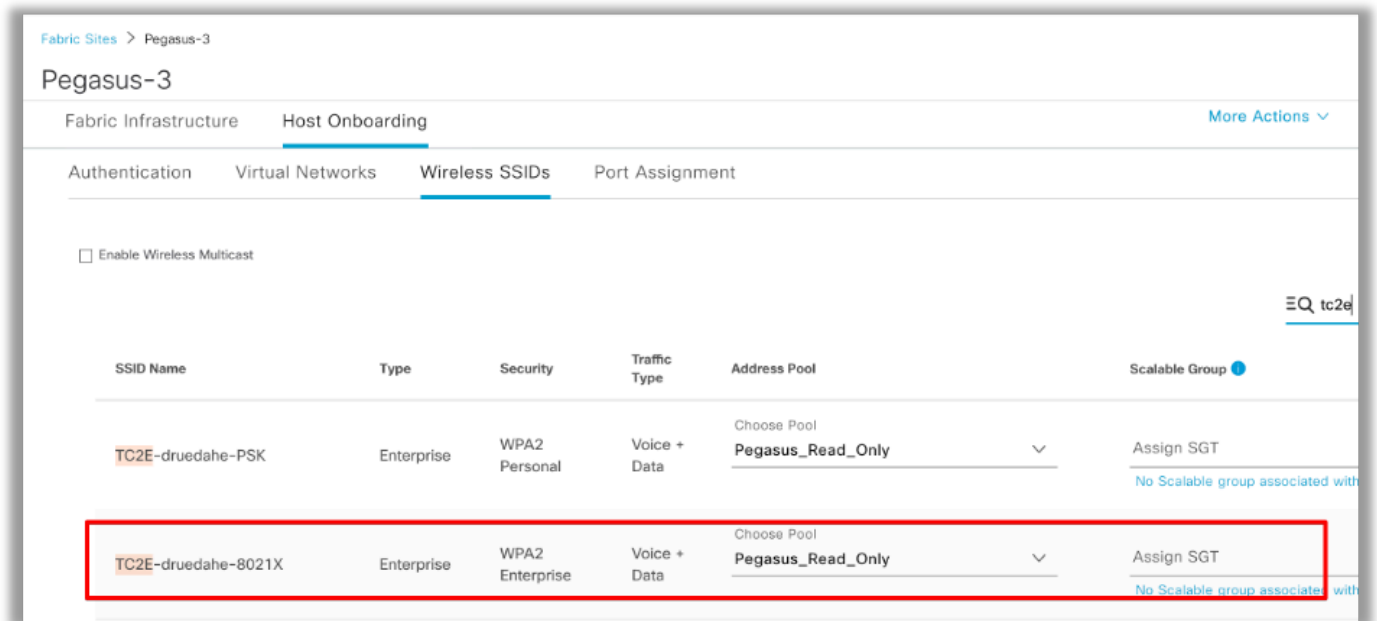 Fabric Sites > Pegasus-3
Pegasus-3
Fabric Infrastructure Host Onboarding More Actions
Authentication Virtual Networks Wireless SSIDs Port Assignment
Enable Wireless Multicast
tc2e
SSID Name Type Security Traffic Type Address Pool Scalable Group
Choose Pool
TC2E-druedahe-PSK Enterprise WPA2 Personal Voice + Data Pegasus_Read_Only Assign SGT
No Scalable group associated with
Choose Pool
TC2E-druedahe-8021X Enterprise WPA2 Enterprise Voice + Data Pegasus_Read_Only Assign SGT
No Scalable group associated with